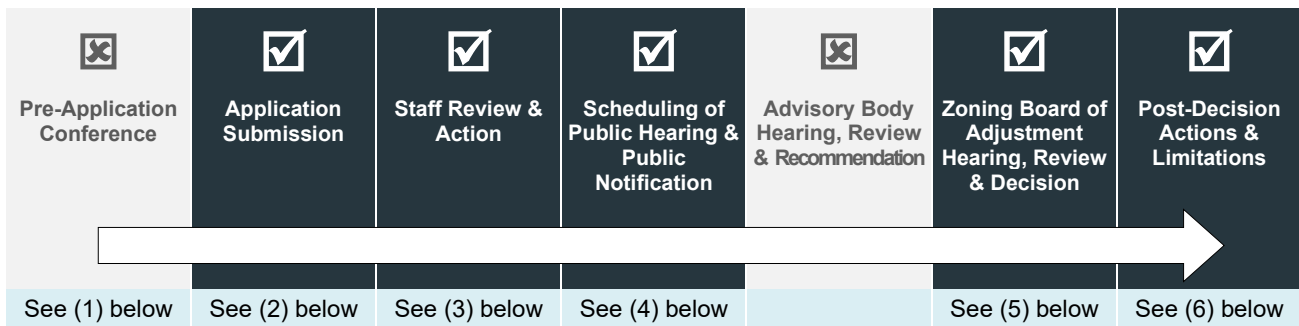 Pre-Application
Conference
Application
Submission
Staff Review &
Action
Scheduling of
Public Hearing &
Public
Notification
Advisory Body
Hearing, Review
& Recommendation
Zoning Board of
Adjustment
Hearing, Review
& Decision
Post-Decision
Actions &
Limitations
See (1) below
See (2) below
See (3) below
See (4) below
See (5) below
See (6) below